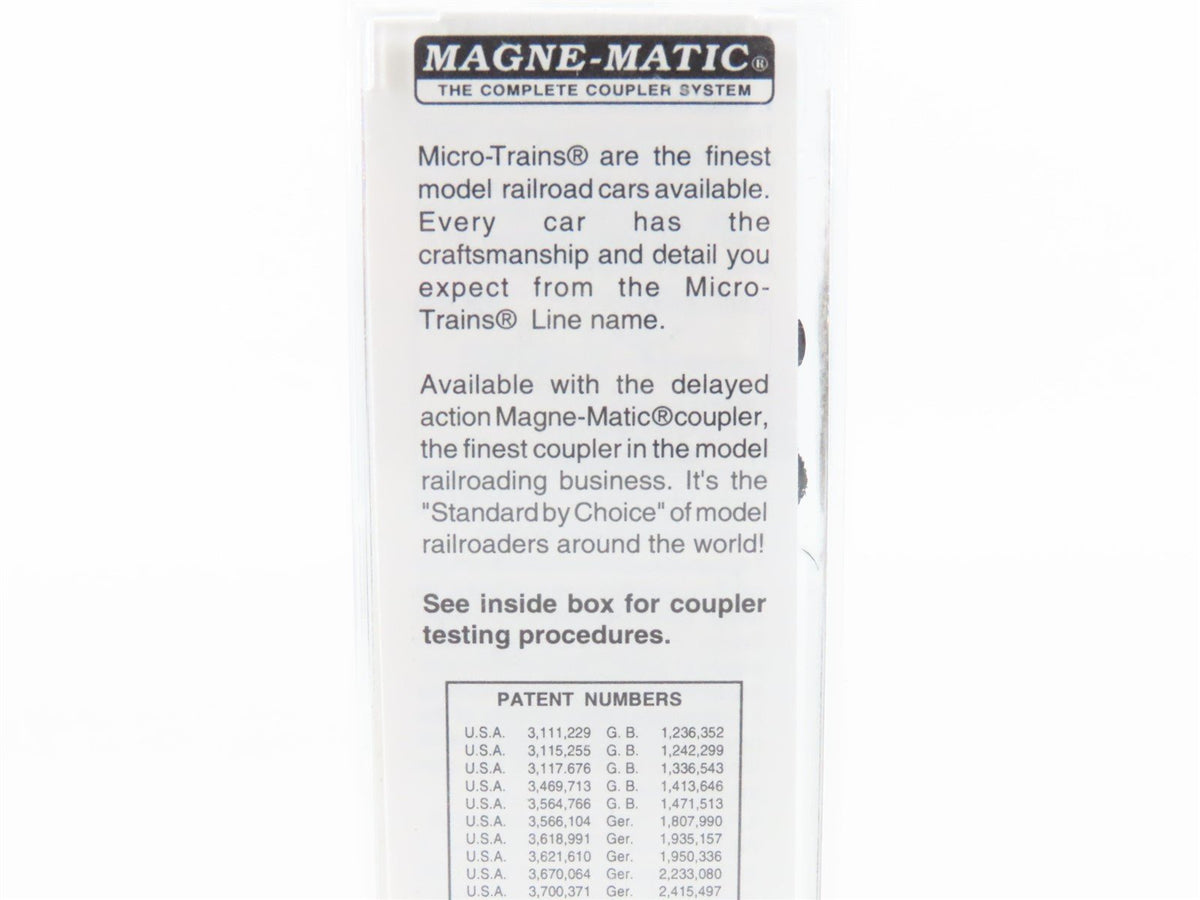 MAGNE-MATIC®
THE COMPLETE COUPLER SYSTEM
Micro-Trains® are the finest
model railroad cars available.
Every car has the
craftsmanship and detail you
expect from the Micro-
Trains® Line name.
Available with the delayed
action Magne-Matic®coupler,
the finest coupler in the model
railroading business. It's the
"Standard by Choice" of model
railroaders around the world!
See inside box for coupler
testing procedures.
PATENT NUMBERS
U.S.A. 3,111,229 G. B. 1,236,352
U.S.A. 3,115,255 G. B. 1,242,299
U.S.A. 3,117.676 G. B. 1,336,543
U.S.A. 3,469,713 G. B. 1,413,646
U.S.A. 3,564,766 G. B. 1,471,513
U.S.A. 3,566,104 Ger. 1,807,990
U.S.A. 3,618,991 Ger. 1,935,157
U.S.A. 3,621,610 Ger. 1,950,336
U.S.A. 3,670,064 Ger. 2,233,080
U.S.A. 3,700,371 Ger. 2,415,497